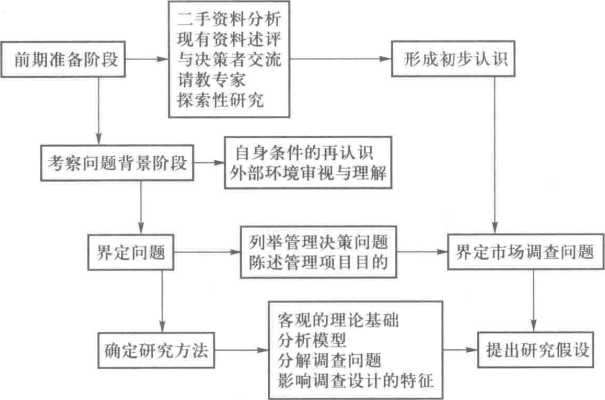 前期准备阶段
二手资料分析
现有资料述评
与决策者交流
请教专家
探索性研究
形成初步认识
考察问题背景阶段
自身条件的再认识
外部环境审视与理解
界定问题
列举管理决策问题
陈述管理项目目的
界定市场调查问题
确定研究方法
客观的理论基础
分析模型
分解调查问题
影响调查设计的特征
提出研究假设